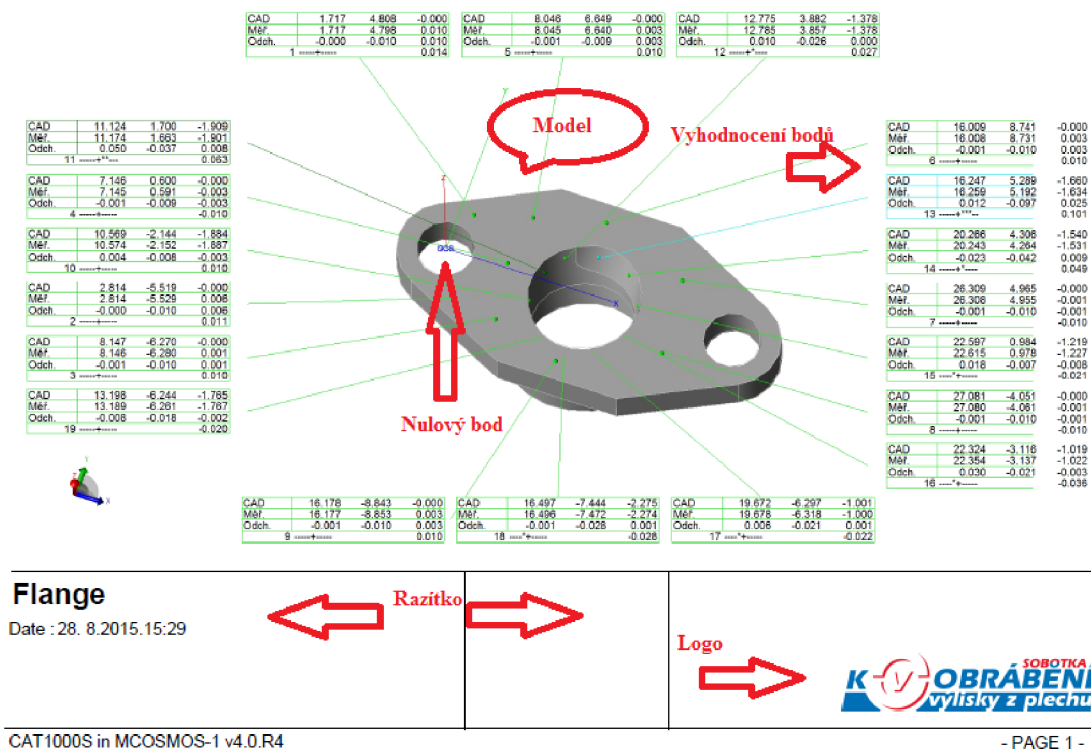 CAD 1.717 4.808 -0.000
Měř. 1.717 4.798 0.010
Odch. -0.000 -0.010 0.010
1 -----+----- 0.014
CAD 8.046 6.649 -0.000
Měř. 8.045 6.640 0.003
Odch. -0.001 -0.009 0.003
5 -----+----- 0.010
CAD 12.775 3.882 -1.378
Měř. 12.785 3.857 -1.378
Odch. 0.010 -0.026 0.000
12 -----+*---- 0.027
Model
Vyhodnocení bodů
CAD 11.124 1.700 -1.909
Měř. 11.174 1.663 -1.901
Odch. 0.050 -0.037 0.008
11 -----+**--- 0.063
CAD 7.146 0.600 -0.000
Měř. 7.145 0.591 -0.003
Odch. -0.001 -0.009 -0.003
4 -----+----- -0.010
CAD 10.569 -2.144 -1.884
Měř. 10.574 -2.152 -1.887
Odch. 0.004 -0.008 -0.003
10 -----+----- 0.010
CAD 2.814 -5.519 -0.000
Měř. 2.814 -5.529 0.006
Odch. -0.000 -0.010 0.006
2 -----+----- 0.011
CAD 8.147 -6.270 -0.000
Měř. 8.146 -6.280 0.001
Odch. -0.001 -0.010 0.001
3 -----+----- 0.010
CAD 13.198 -6.244 -1.765
Měř. 13.189 -6.261 -1.767
Odch. -0.008 -0.018 -0.002
19 -----+----- -0.020
CAD 16.009 8.741 -0.000
Měř. 16.008 8.731 0.003
Odch. -0.001 -0.010 0.003
6 -----+----- 0.010
CAD 16.247 5.289 -1.660
Měř. 16.259 5.192 -1.634
Odch. 0.012 -0.097 0.025
13 -----+***-- 0.101
CAD 20.266 4.306 -1.540
Měř. 20.243 4.264 -1.531
Odch. -0.023 -0.042 0.009
14 -----+*---- 0.049
CAD 26.309 4.965 -0.000
Měř. 26.308 4.955 -0.001
Odch. -0.001 -0.010 -0.001
7 -----+----- -0.010
CAD 22.597 0.984 -1.219
Měř. 22.615 0.978 -1.227
Odch. 0.018 -0.007 -0.008
15 ----*+----- -0.021
CAD 27.081 -4.051 -0.000
Měř. 27.080 -4.061 -0.001
Odch. -0.001 -0.010 -0.001
8 -----+----- -0.010
CAD 22.324 -3.116 -1.019
Měř. 22.354 -3.137 -1.022
Odch. 0.030 -0.021 -0.003
16 ----*+----- -0.036
Y
Z
X
Nulový bod
Y
Z
X
CAD 16.178 -8.843 -0.000
Měř. 16.177 -8.853 0.003
Odch. -0.001 -0.010 0.003
9 -----+----- 0.010
CAD 16.497 -7.444 -2.275
Měř. 16.496 -7.472 -2.274
Odch. -0.001 -0.028 0.001
18 ----*+----- -0.028
CAD 19.672 -6.297 -1.001
Měř. 19.678 -6.318 -1.000
Odch. 0.006 -0.021 0.001
17 ----*+----- -0.022
Flange
Date : 28. 8.2015.15:29
Razítko
Logo
SOBOTKA
K V OBRÁBĚNÍ
výlisky z plechu
CAT1000S in MCOSMOS-1 v4.0.R4
- PAGE 1 -